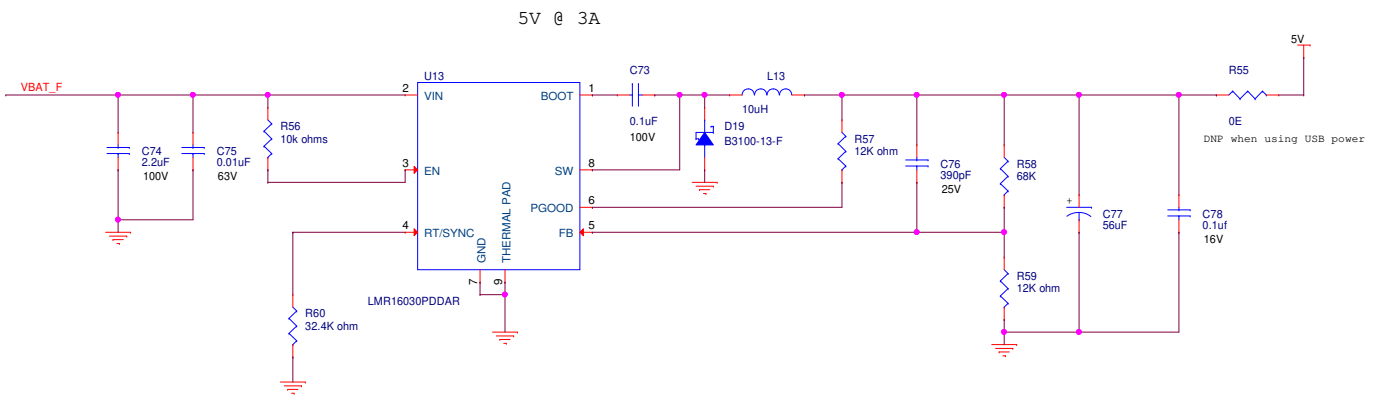 5V @ 3A
5V
VBAT_F
U13
C73
L13
R55
2
VIN
BOOT
1
0.1uF
100V
10uH
0E
DNP when using USB power
R56
10k ohms
D19
B3100-13-F
R57
12K ohm
C74
2.2uF
100V
C75
0.01uF
63V
3
EN
SW
8
C76
390pF
25V
R58
68K
PGOOD
6
+
C77
56uF
C78
0.1uf
16V
4
RT/SYNC
GND
THERMAL PAD
FB
5
7
9
R59
12K ohm
LMR16030PDDAR
R60
32.4K ohm